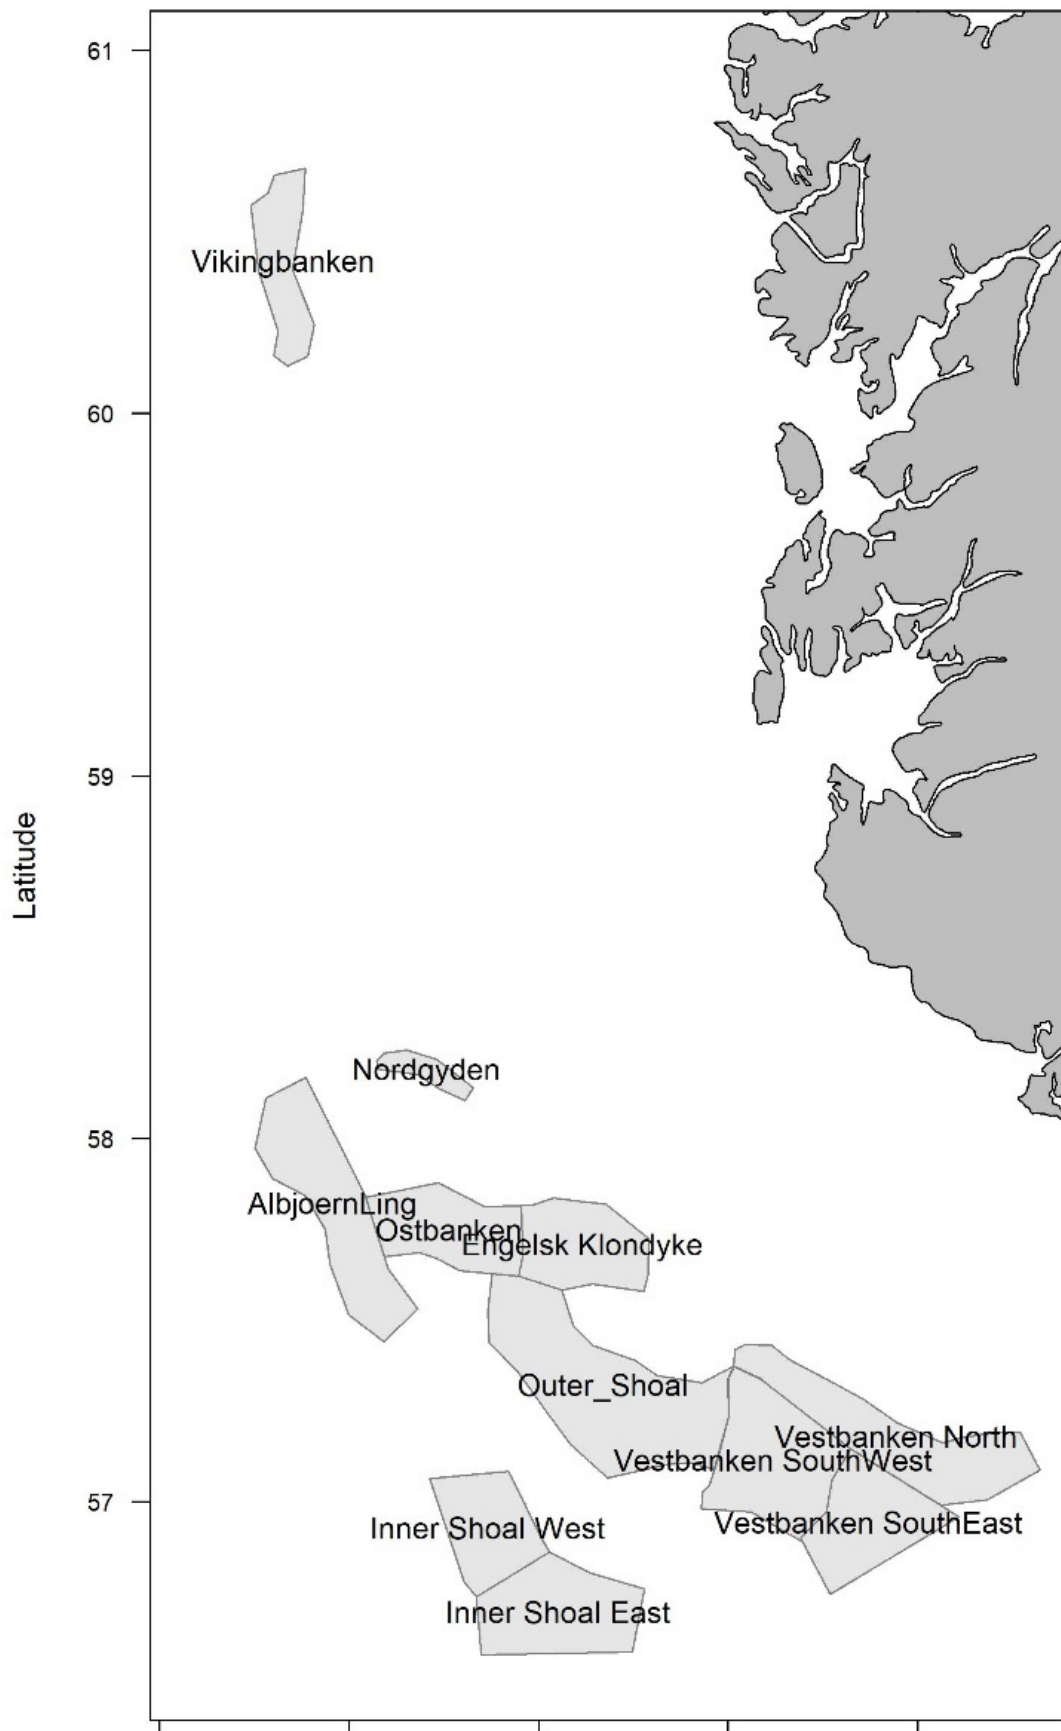 61
Vikingbanken
60
59
Latitude
Nordgyden
58
AlbjoernLing
Ostbanken
Engelsk Klondyke
Outer_Shoal
Vestbanken North
Vestbanken SouthWest
57
Vestbanken SouthEast
Inner Shoal West
Inner Shoal East